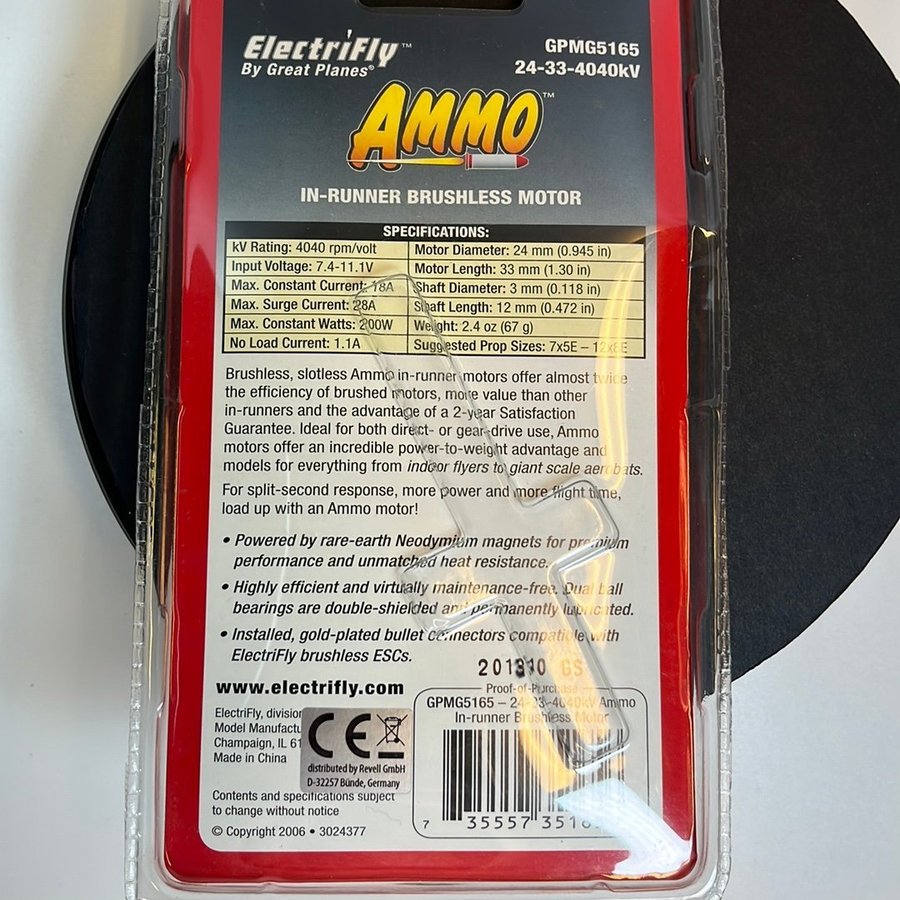 ElectriFly™
By Great Planes®
GPMG5165
24-33-4040kV
AMMO™
IN-RUNNER BRUSHLESS MOTOR
SPECIFICATIONS:
kV Rating: 4040 rpm/volt
Motor Diameter: 24 mm (0.945 in)
Input Voltage: 7.4-11.1V
Motor Length: 33 mm (1.30 in)
Max. Constant Current: 18A
Shaft Diameter: 3 mm (0.118 in)
Max. Surge Current: 28A
Shaft Length: 12 mm (0.472 in)
Max. Constant Watts: 200W
Weight: 2.4 oz (67 g)
No Load Current: 1.1A
Suggested Prop Sizes: 7x5E – 12x8E
Brushless, slotless Ammo in-runner motors offer almost twice
the efficiency of brushed motors, more value than other
in-runners and the advantage of a 2-year Satisfaction
Guarantee. Ideal for both direct- or gear-drive use, Ammo
motors offer an incredible power-to-weight advantage and
models for everything from indoor flyers to giant scale aerobats.
For split-second response, more power and more flight time,
load up with an Ammo motor!
• Powered by rare-earth Neodymium magnets for premium
performance and unmatched heat resistance.
• Highly efficient and virtually maintenance-free. Dual ball
bearings are double-shielded and permanently lubricated.
• Installed, gold-plated bullet connectors compatible with
ElectriFly brushless ESCs.
GS
www.electrifly.com
Proof-of-Purchase
GPMG5165 – 24-33-4040kV Ammo
In-runner Brushless Motor
ElectriFly, division
Model
Champaign, IL
Made in China
CE
distributed by Revell GmbH
D-32257 Bünde, Germany
Contents and specifications subject
to change without notice
© Copyright 2006 • 3024377
7 35557